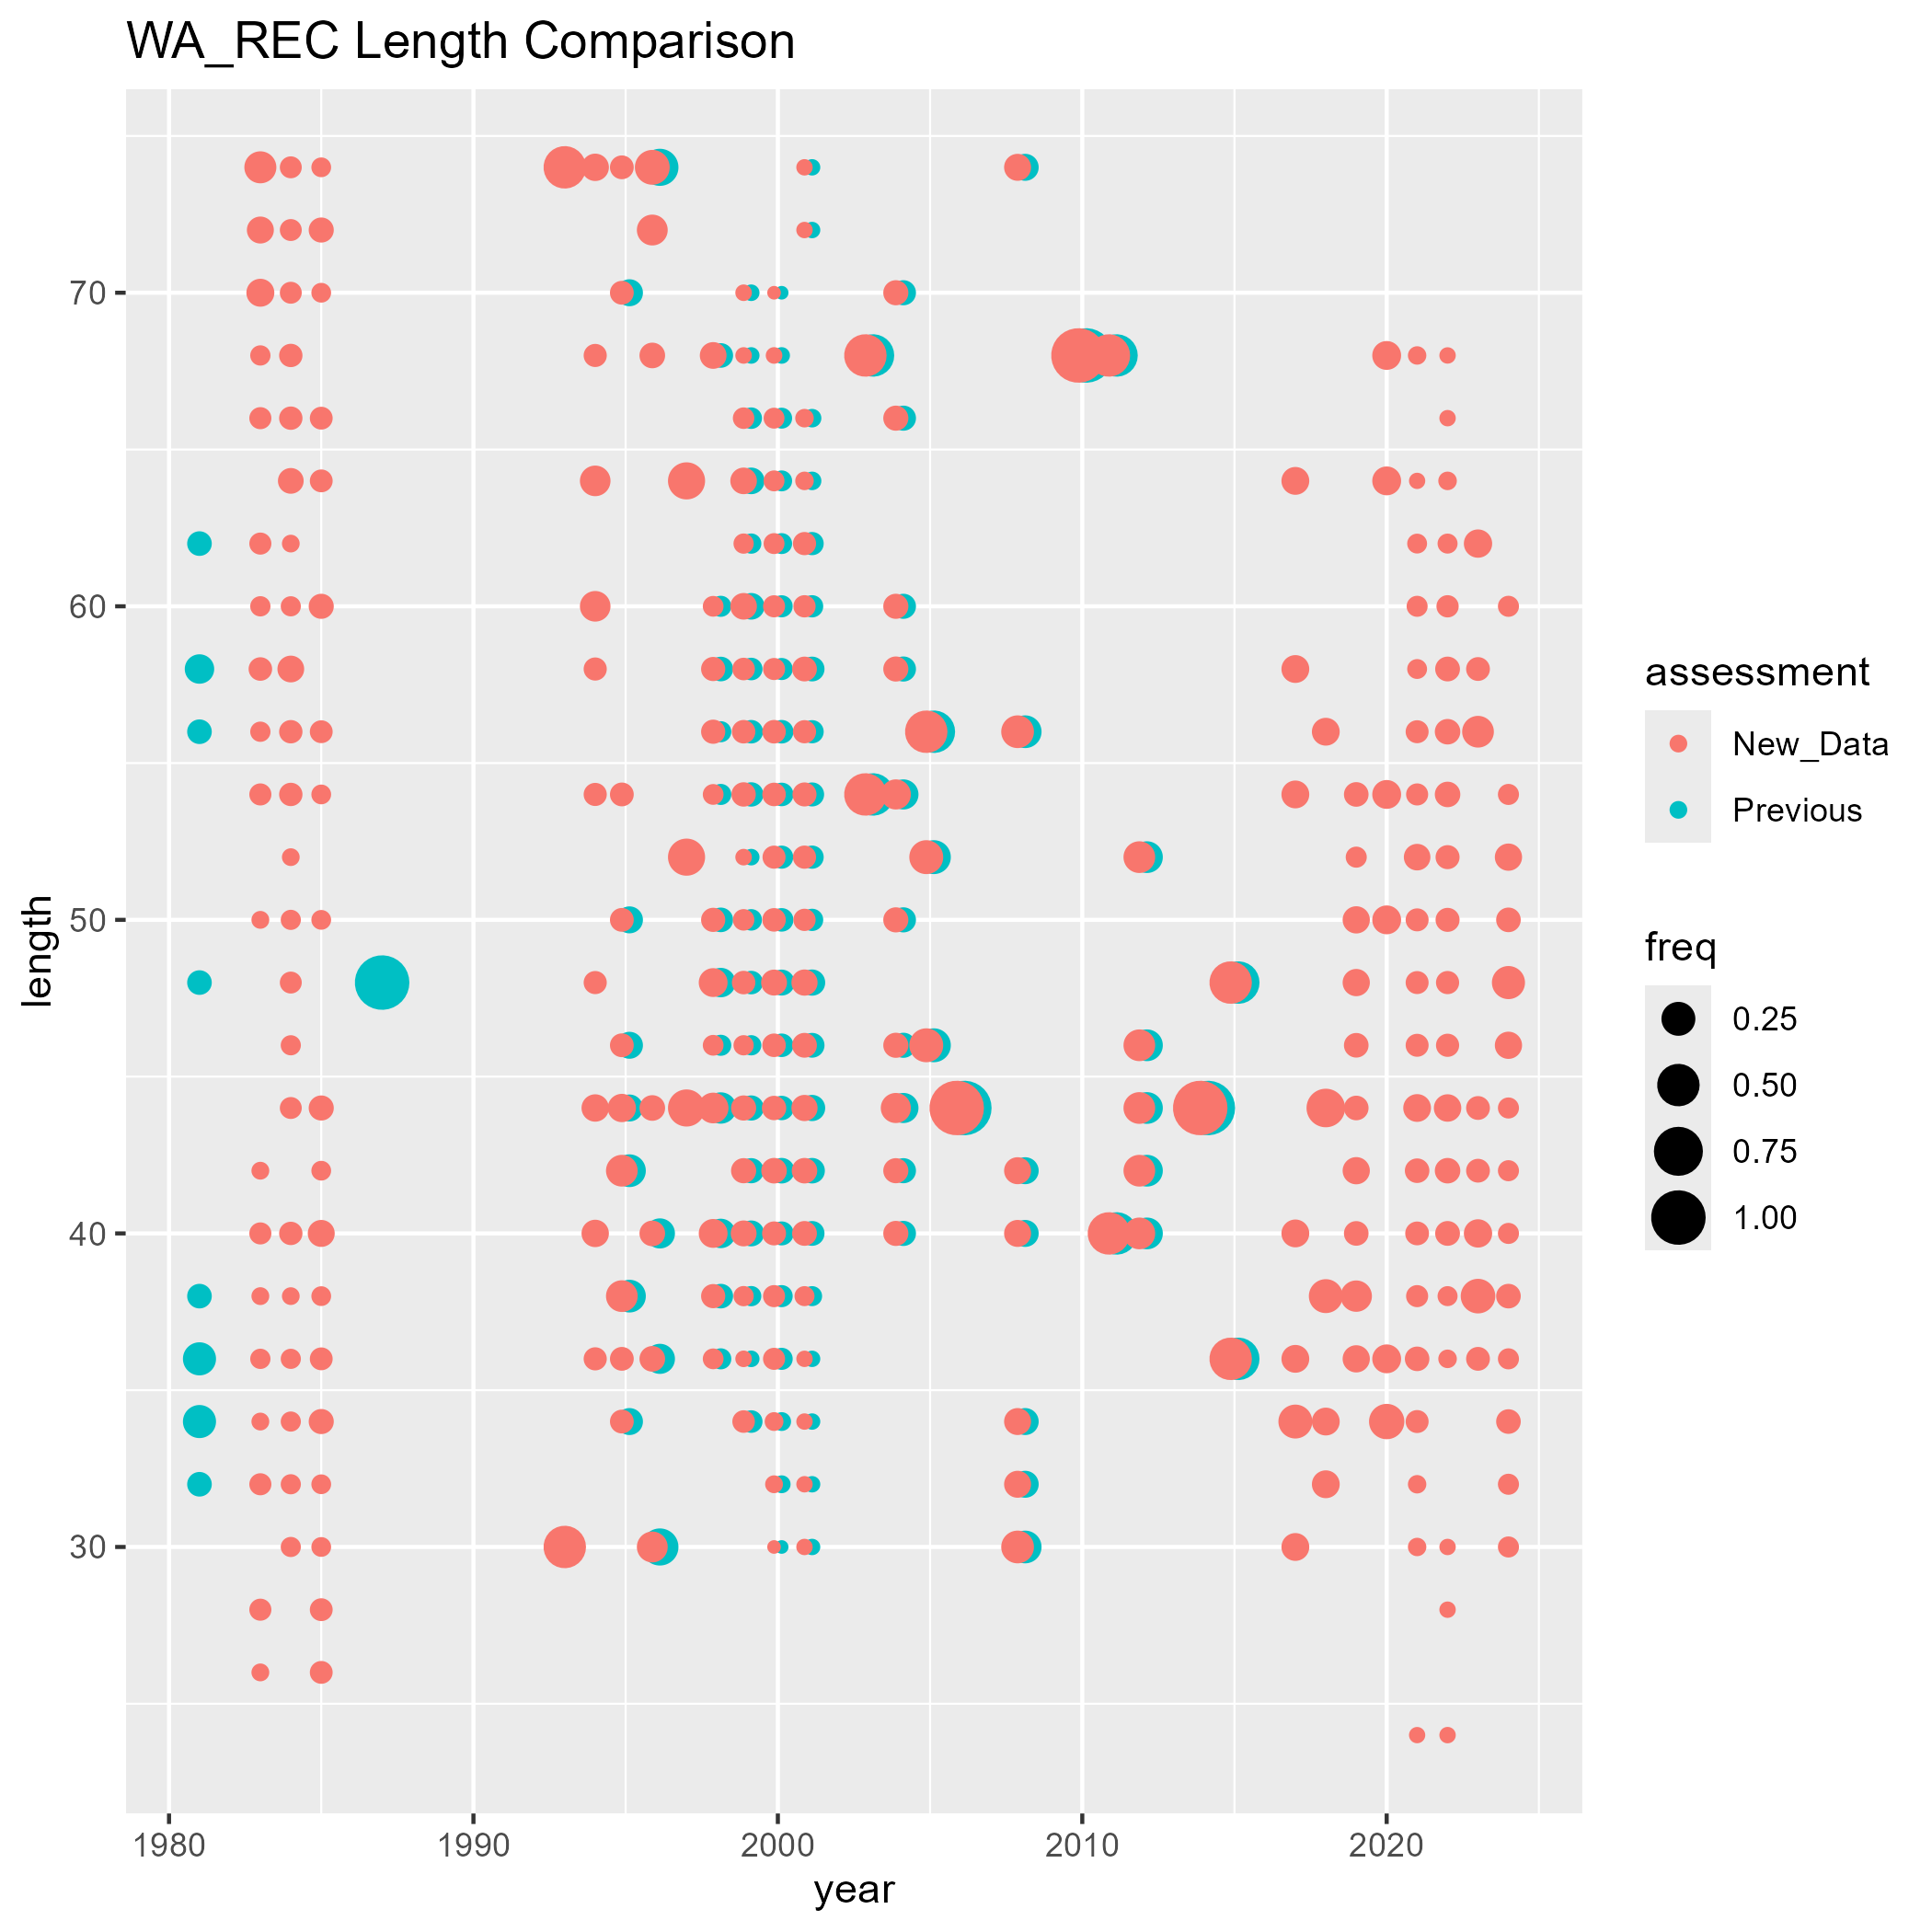 WA_REC Length Comparison
length
70
60
50
40
30
1980 1990 2000 2010 2020
year
assessment
New_Data
Previous
freq
0.25
0.50
0.75
1.00